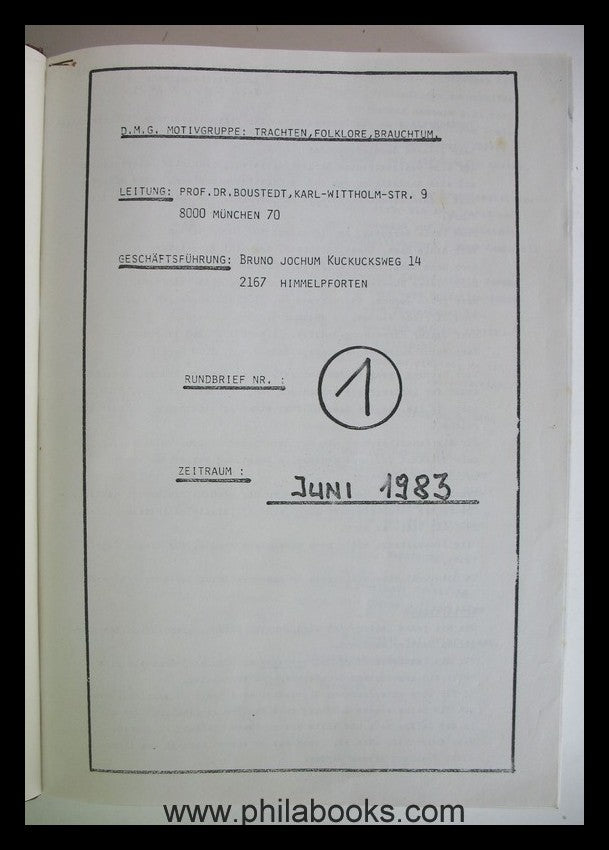 D.M.G. MOTIVGRUPPE: TRACHTEN,FOLKLORE,BRAUCHTUM.
LEITUNG: PROF.DR.BOUSTEDT,KARL-WITTHOLM-STR. 9
8000 MÜNCHEN 70
GESCHÄFTSFÜHRUNG: BRUNO JOCHUM KUCKUCKSWEG 14
2167 HIMMELPFORTEN
RUNDBRIEF NR. : 1
ZEITRAUM : JUNI 1983
www.philabooks.com